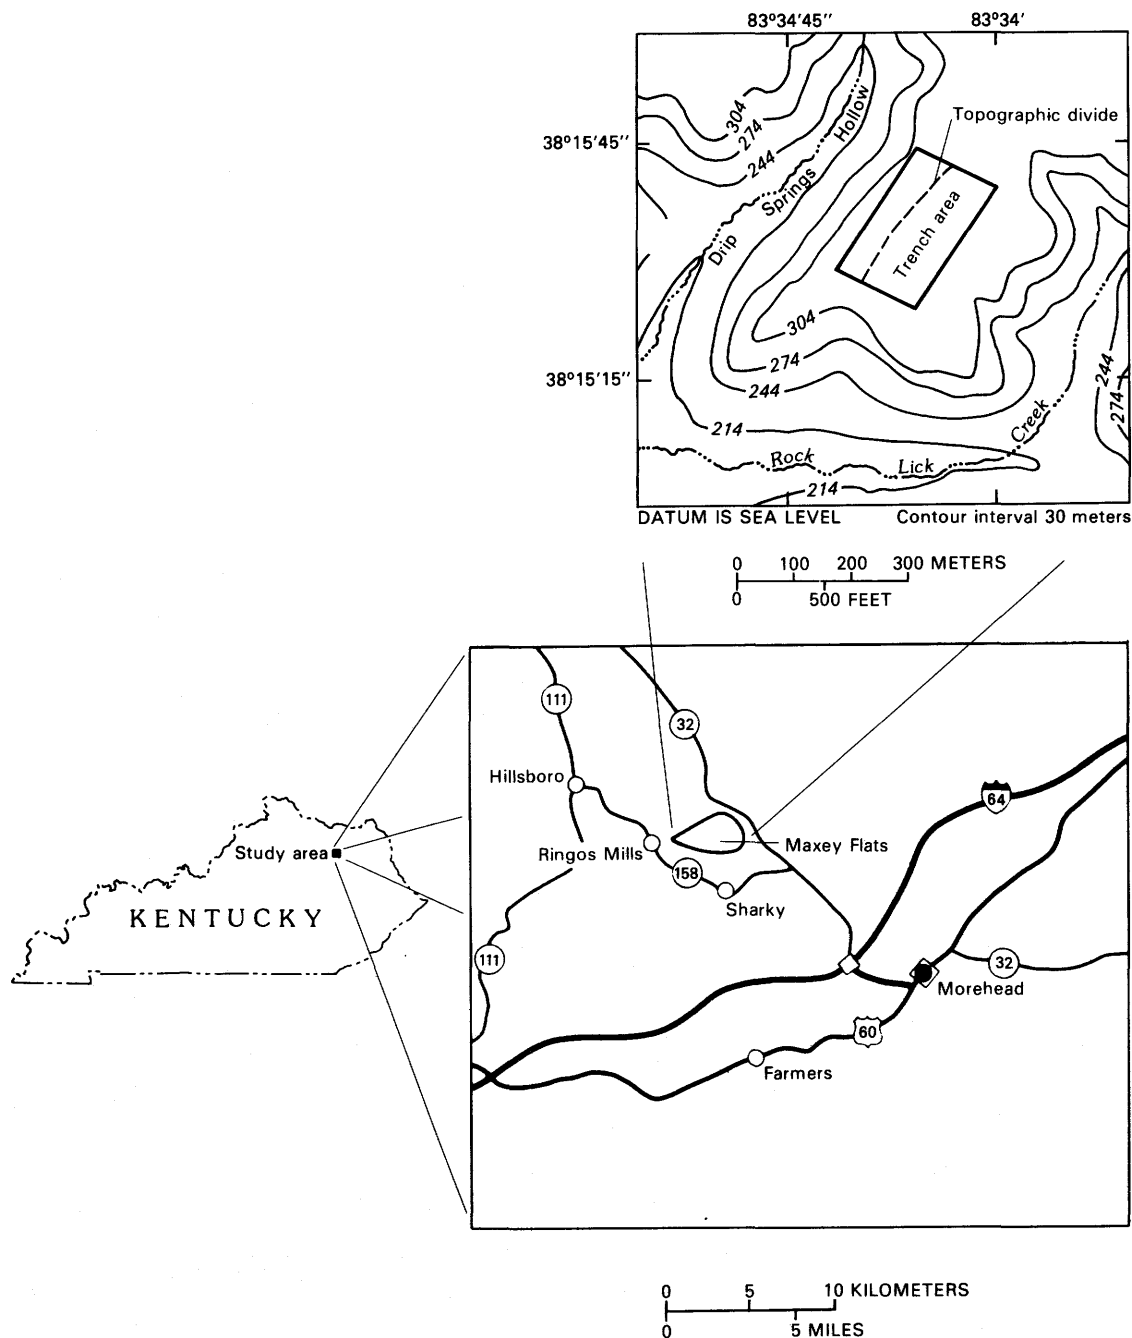 83°34'45" 83°34'
38°15'45"
38°15'15"
Topographic divide
Trench area
Drip Springs Hollow
304
274
244
304
274
244
214
244
274
Rock Lick Creek
214
DATUM IS SEA LEVEL Contour interval 30 meters
0 100 200 300 METERS
0 500 FEET
111
32
Hillsboro
64
Ringos Mills
Maxey Flats
158
Sharky
111
32
Morehead
60
Farmers
Study area
KENTUCKY
0 5 10 KILOMETERS
0 5 MILES